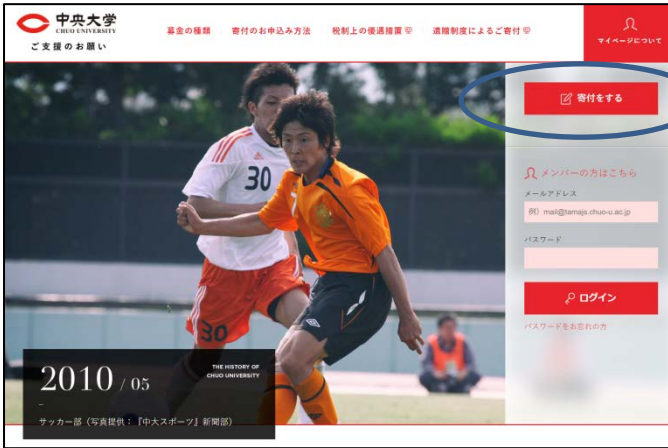 中央大学
CHUO UNIVERSITY
ご支援のお願い
募金の種類 寄付のお申込み方法 税制上の優遇措置 遺贈制度によるご寄付
マイページについて
寄付をする
30
30
メンバーの方はこちら
メールアドレス
例) mail@tamajs.chuo-u.ac.jp
パスワード
ログイン
パスワードをお忘れの方
2010 / 05
THE HISTORY OF
CHUO UNIVERSITY
サッカー部（写真提供：『中大スポーツ』新聞部）